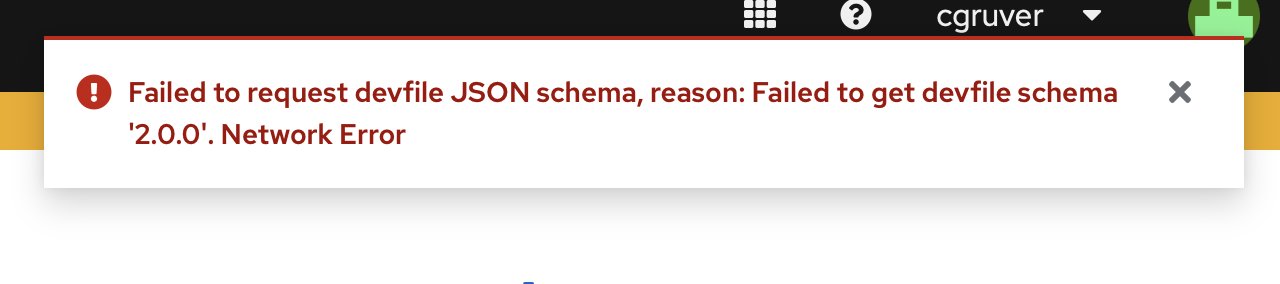 cgruver
Failed to request devfile JSON schema, reason: Failed to get devfile schema
'2.0.0'. Network Error